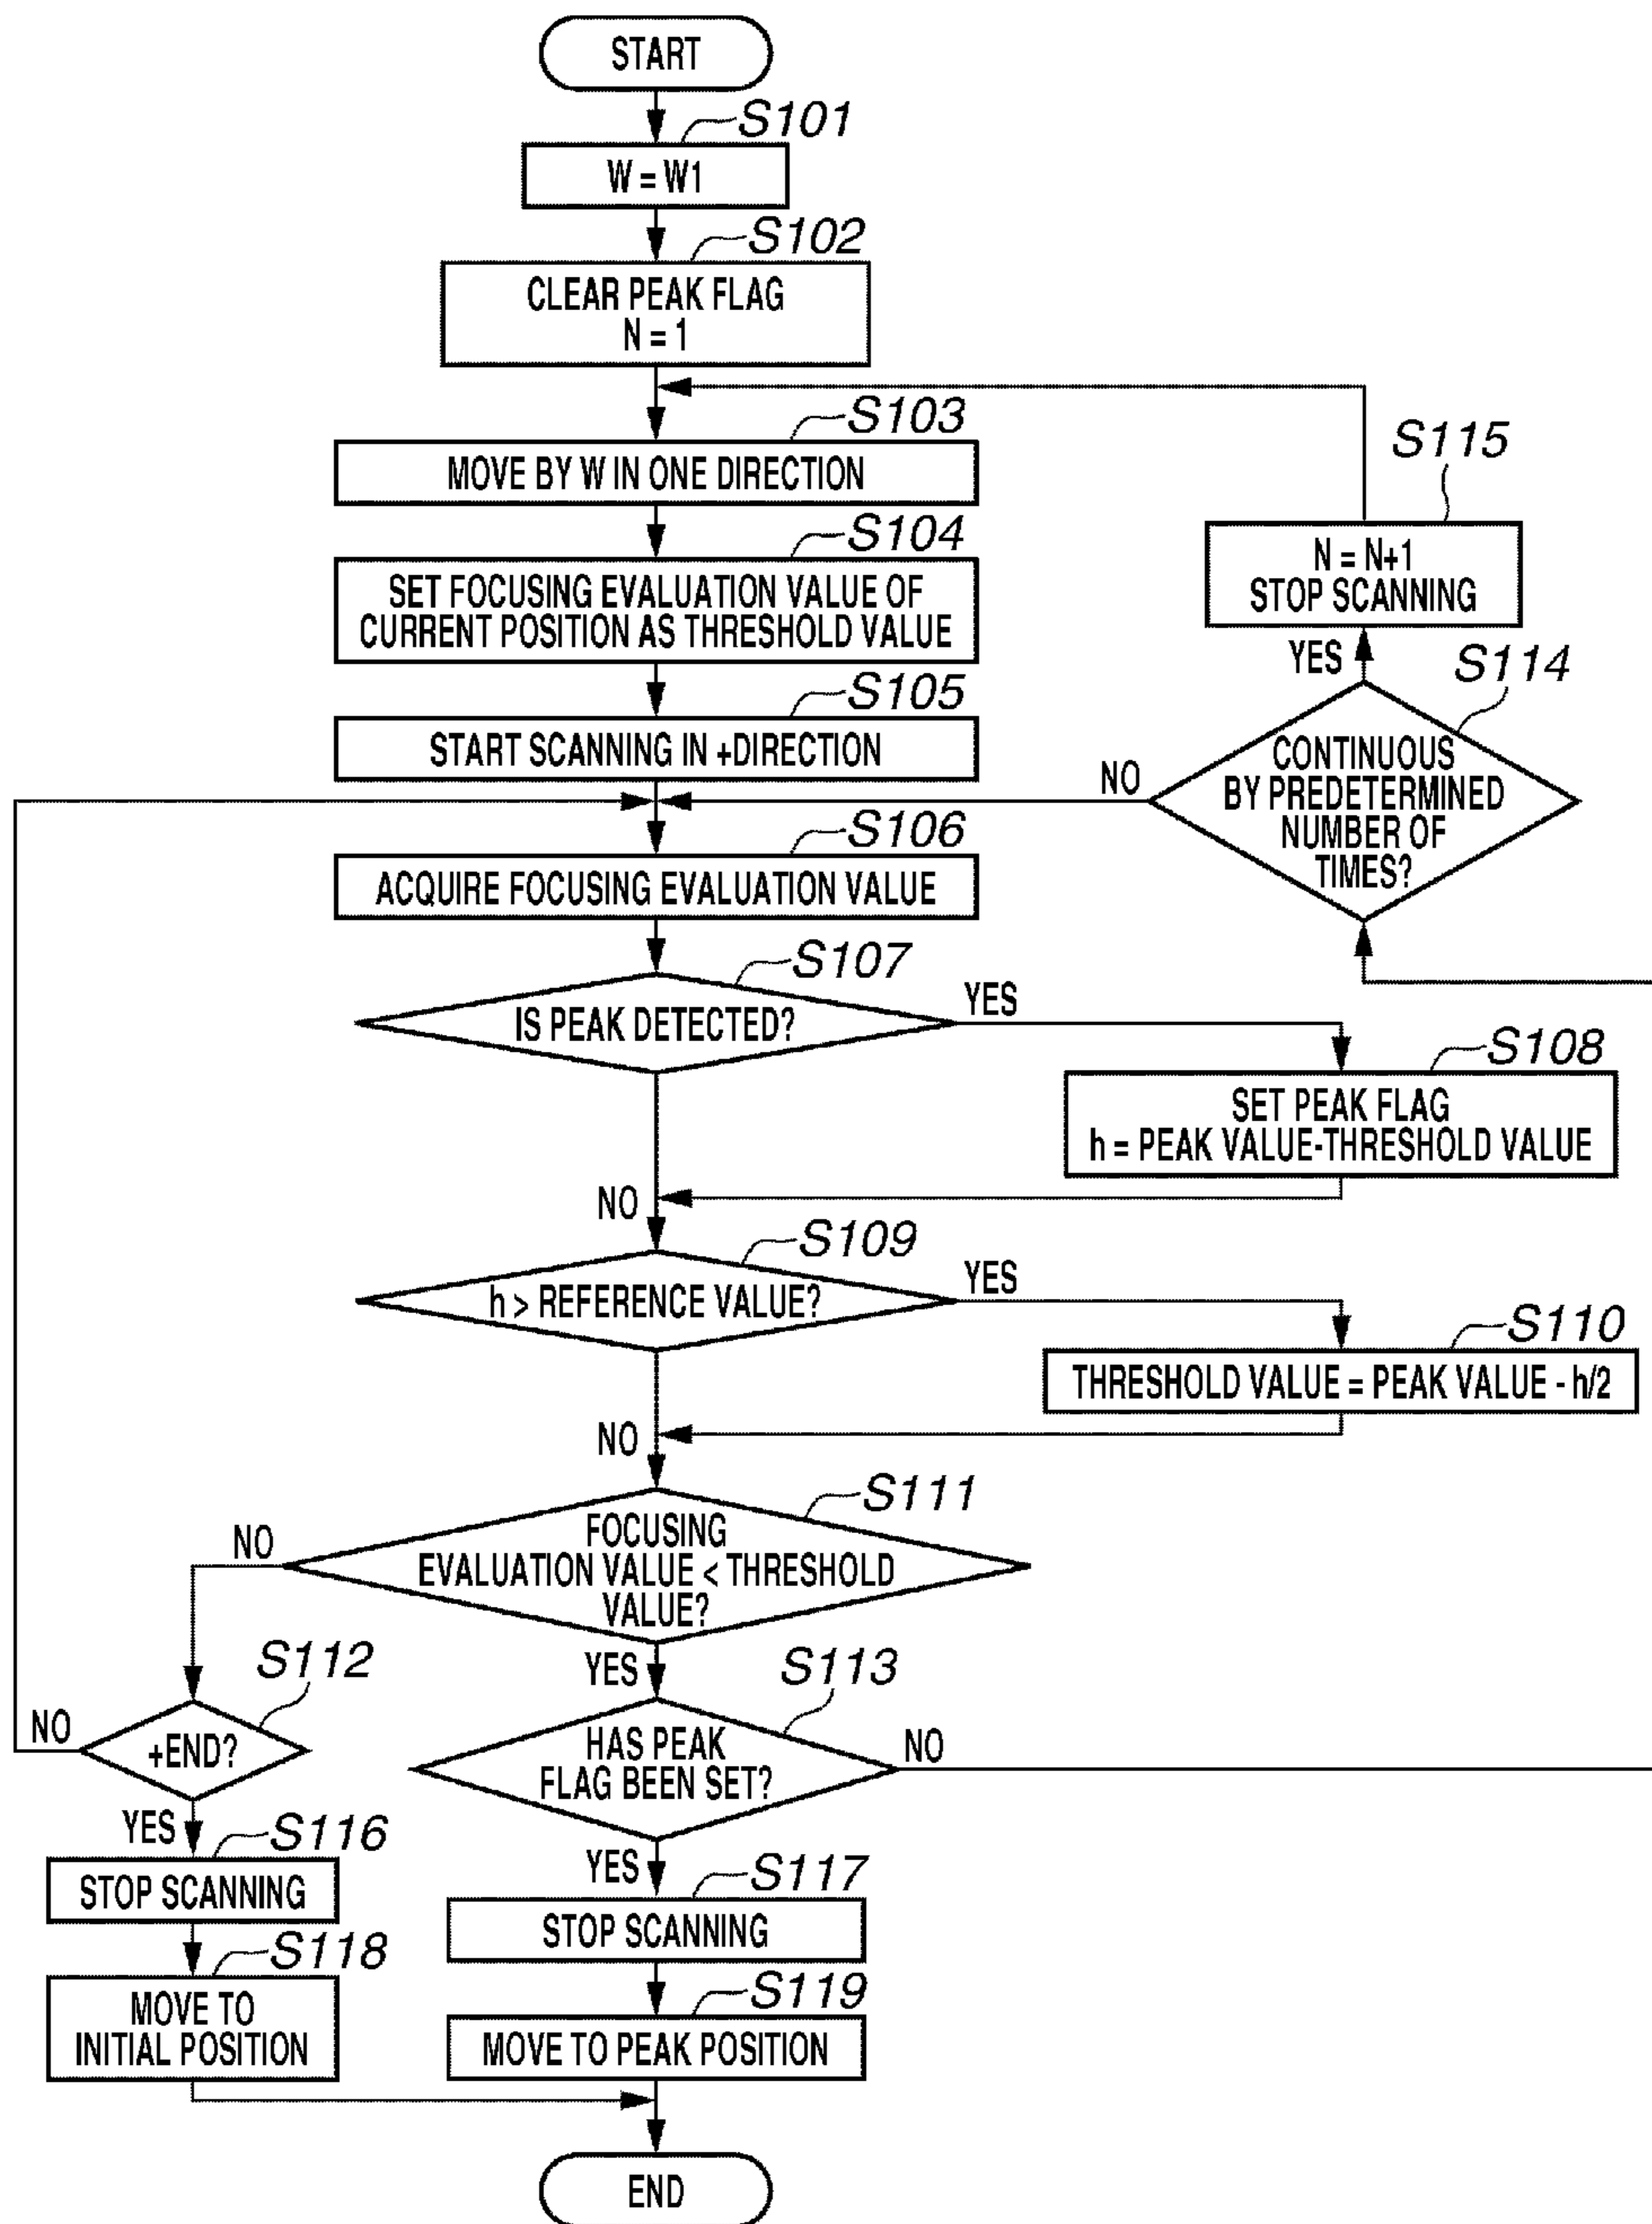 START
S101
W = W1
S102
CLEAR PEAK FLAG
N = 1
S103
MOVE BY W IN ONE DIRECTION
S104
SET FOCUSING EVALUATION VALUE OF
CURRENT POSITION AS THRESHOLD VALUE
S105
START SCANNING IN +DIRECTION
S115
N = N+1
STOP SCANNING
YES
S114
CONTINUOUS
BY PREDETERMINED
NUMBER OF
TIMES?
NO
S106
ACQUIRE FOCUSING EVALUATION VALUE
S107
IS PEAK DETECTED?
YES
S108
SET PEAK FLAG
h = PEAK VALUE-THRESHOLD VALUE
NO
S109
h > REFERENCE VALUE?
YES
S110
THRESHOLD VALUE = PEAK VALUE - h/2
NO
S111
FOCUSING
EVALUATION VALUE < THRESHOLD
VALUE?
NO
YES
S112
+END?
NO
YES
S113
HAS PEAK
FLAG BEEN SET?
NO
YES
S116
STOP SCANNING
S117
STOP SCANNING
S118
MOVE TO
INITIAL POSITION
S119
MOVE TO PEAK POSITION
END